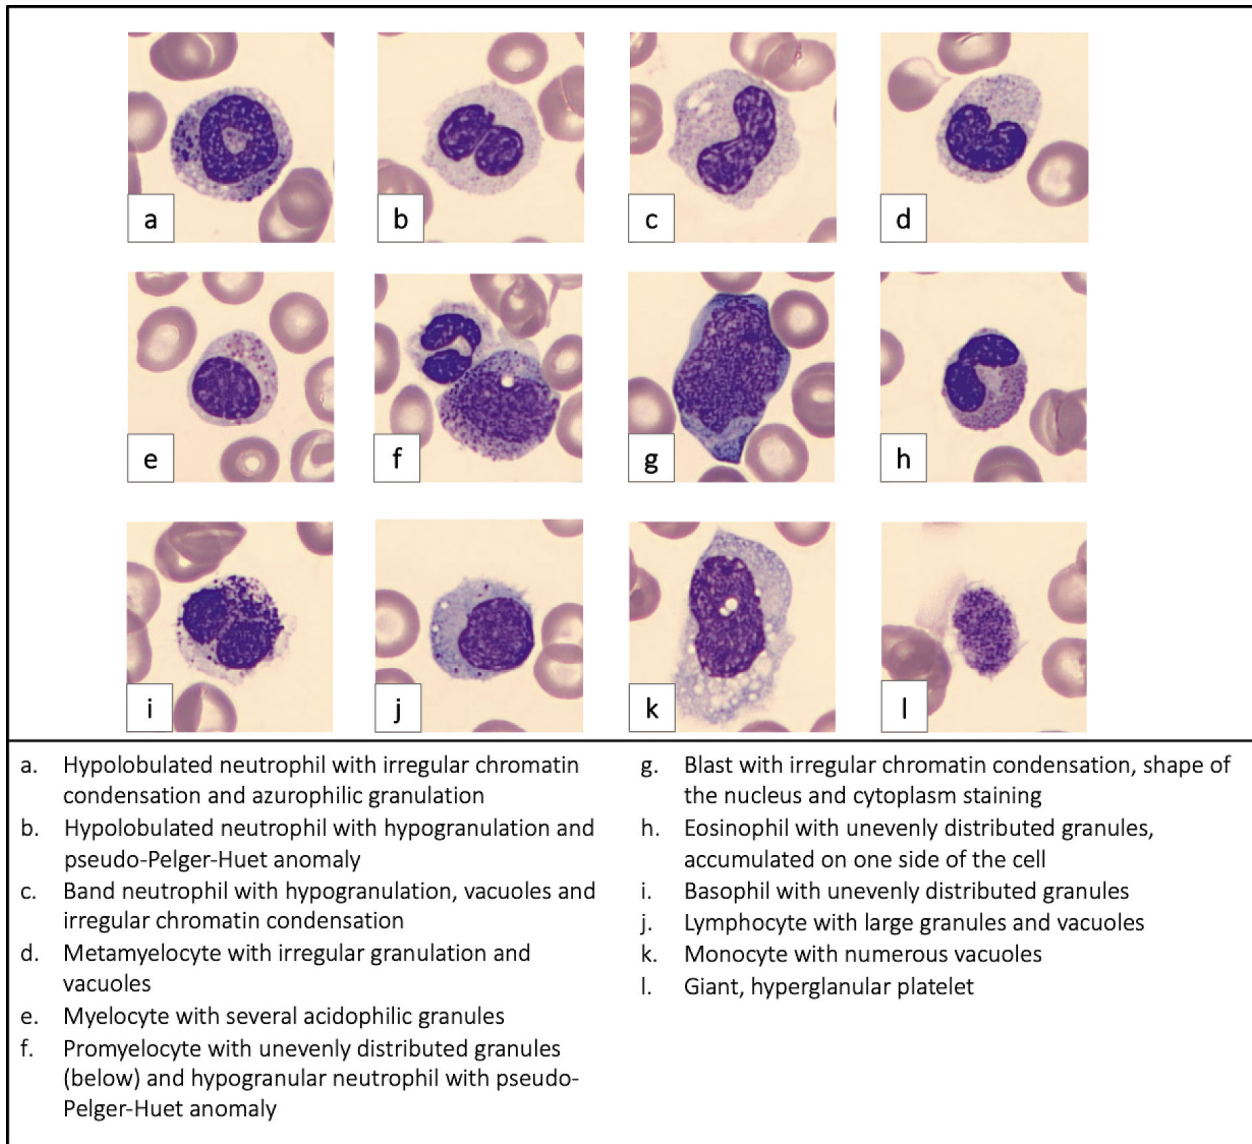 a
b
c
d
e
f
g
h
i
j
k
l
a. Hypolobulated neutrophil with irregular chromatin
condensation and azurophilic granulation
b. Hypolobulated neutrophil with hypogranulation and
pseudo-Pelger-Huet anomaly
c. Band neutrophil with hypogranulation, vacuoles and
irregular chromatin condensation
d. Metamyelocyte with irregular granulation and
vacuoles
e. Myelocyte with several acidophilic granules
f. Promyelocyte with unevenly distributed granules
(below) and hypogranular neutrophil with pseudo-
Pelger-Huet anomaly
g. Blast with irregular chromatin condensation, shape of
the nucleus and cytoplasm staining
h. Eosinophil with unevenly distributed granules,
accumulated on one side of the cell
i. Basophil with unevenly distributed granules
j. Lymphocyte with large granules and vacuoles
k. Monocyte with numerous vacuoles
l. Giant, hyperglanular platelet